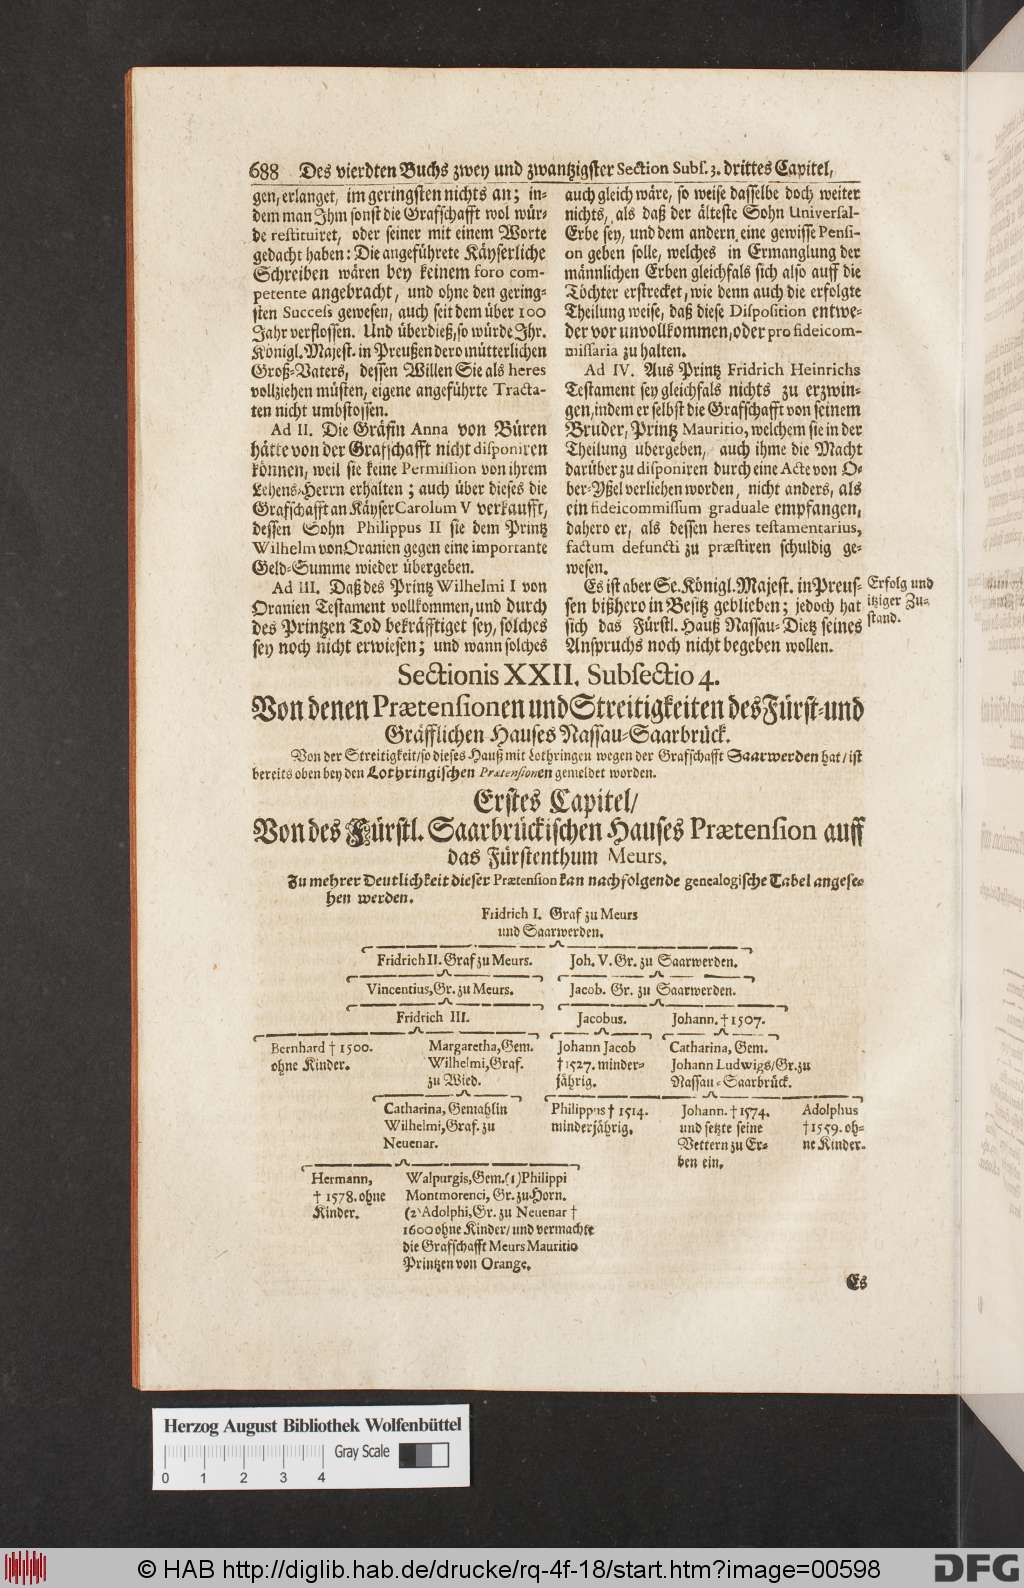 688 Des vierdten Buchs zwey und zwantzigster Section Subſ. 3. drittes Capitel,
gen, erlanget, im geringsten nichts an; in-
dem man Jhm sonst die Grafschafft wol wür-
de restituiret, oder seiner mit einem Worte
gedacht haben: Die angeführete Käyserliche
Schreiben wären bey keinem foro com-
petente angebracht, und ohne den gering-
sten Succeſs gewesen, auch seit dem über 100
Jahr verflossen. Und überdieß, so würde Jhr.
Königl. Majest. in Preußen dero mütterlichen
Groß-Vaters, dessen Willen Sie als heres
vollziehen müsten, eigene angeführte Tracta-
ten nicht umbstossen.
Ad II. Die Gräfin Anna von Büren
hätte von der Grafschafft nicht disponiren
können, weil sie keine Permission von ihrem
Lehens-Herrn erhalten; auch über dieses die
Grafschafft an Käyser Carolum V verkaufft,
dessen Sohn Philippus II sie dem Printz
Wilhelm von Oranien gegen eine importante
Geld-Summe wieder übergeben.
Ad III. Daß des Printz Wilhelmi I von
Oranien Testament vollkommen, und durch
des Printzen Tod bekräfftiget sey, solches
sey noch nicht erwiesen; und wann solches
auch gleich wäre, so weise dasselbe doch weiter
nichts, als daß der älteste Sohn Universal-
Erbe sey, und dem andern eine gewisse Pensi-
on geben solle, welches in Ermanglung der
männlichen Erben gleichfals sich also auff die
Töchter erstrecket, wie denn auch die erfolgte
Theilung weise, daß diese Disposition entwe-
der vor unvollkommen, oder pro fideicom-
missaria zu halten.
Ad IV. Aus Printz Fridrich Heinrichs
Testament sey gleichfals nichts zu erzwin-
gen, indem er selbst die Grafschafft von seinem
Bruder, Printz Mauritio, welchem sie in der
Theilung ubergeben, auch ihme die Macht
darüber zu disponiren durch eine Acte von O-
ber-Yßel verliehen worden, nicht anders, als
ein fideicommissum graduale empfangen,
dahero er, als dessen heres testamentarius,
factum defuncti zu præstiren schuldig ge-
wesen.
Es ist aber Se. Königl. Majest. in Preus-
sen bißhero in Besitz geblieben; jedoch hat
sich das Fürstl. Hauß Nassau-Dietz seines
Anspruchs noch nicht begeben wollen.
Erfolg und
itziger Zu-
stand.
Sectionis XXII. Subsectio 4.
Von denen Prætensionen und Streitigkeiten des Fürst- und
Gräfflichen Hauses Nassau-Saarbrück.
Von der Streitigkeit/ so dieses Hauß mit Lothringen wegen der Grafschafft Saarwerden hat/ ist
bereits oben bey den Lothringischen Prætensionen gemeldet worden.
Erstes Capitel/
Von des Fürstl. Saarbrückischen Hauses Prætension auff
das Fürstenthum Meurs.
Zu mehrer Deutlichkeit dieser Prætension kan nachfolgende genealogische Tabel angese-
hen werden.
Fridrich I. Graf zu Meurs
und Saarwerden.
Fridrich II. Graf zu Meurs. Joh. V. Gr. zu Saarwerden.
Vincentius, Gr. zu Meurs. Jacob. Gr. zu Saarwerden.
Fridrich III. Jacobus. Johann. † 1507.
Bernhard † 1500. Margaretha, Gem. Johann Jacob Catharina, Gem.
ohne Kinder. Wilhelmi, Graf. † 1527. minder- Johann Ludwigs/ Gr. zu
zu Wied. jährig. Nassau-Saarbrück.
Catharina, Gemahlin Philippus † 1514. Johann. † 1574. Adolphus
Wilhelmi, Graf. zu minderjährig. und setzte seine † 1559. oh-
Neuenar. Vettern zu Er- ne Kinder.
ben ein.
Hermann, Walpurgis, Gem. (1) Philippi
† 1578. ohne Montmorenci, Gr. zu Horn.
Kinder. (2) Adolphi, Gr. zu Neuenar †
1600 ohne Kinder/ und vermachte
die Grafschafft Meurs Mauritio
Printzen von Orange.
Es
Herzog August Bibliothek Wolfenbüttel
Gray Scale
0 1 2 3 4
© HAB http://diglib.hab.de/drucke/rq-4f-18/start.htm?image=00598
DFG